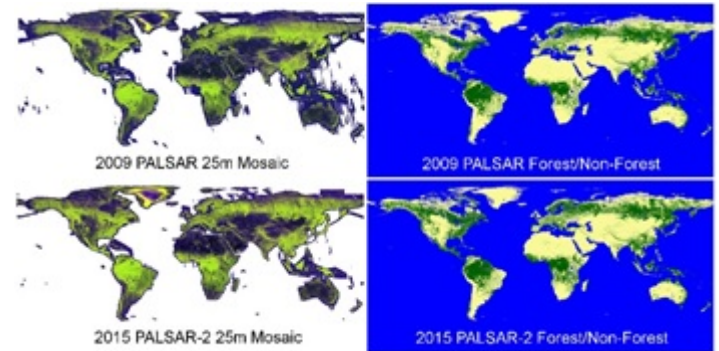 2009 PALSAR 25m Mosaic
2009 PALSAR Forest/Non-Forest
2015 PALSAR-2 25m Mosaic
2015 PALSAR-2 Forest/Non-Forest